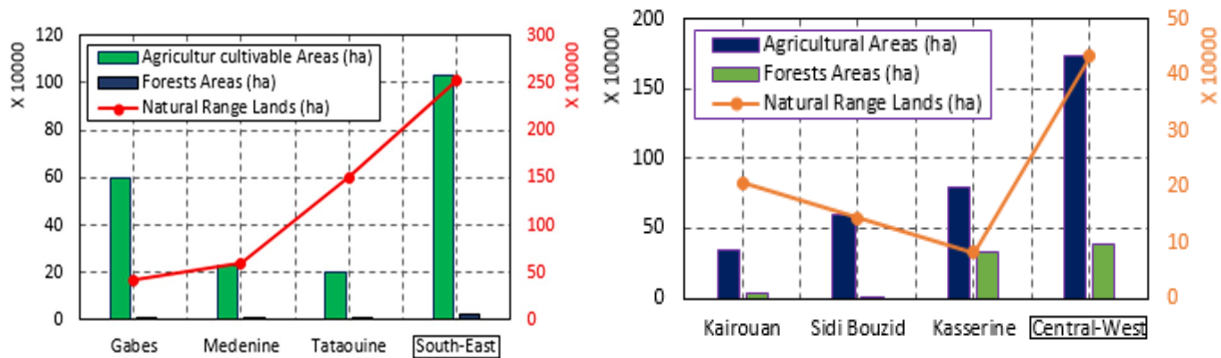 120
100
80
60
40
20
0
X 10000
Agricultur cultivable Areas (ha)
Forests Areas (ha)
Natural Range Lands (ha)
300
250
200
150
100
50
0
X 10000
Gabes Medenine Tataouine South-East
200
150
100
50
0
X 10000
Agricultural Areas (ha)
Forests Areas (ha)
Natural Range Lands (ha)
50
40
30
20
10
0
X 10000
Kairouan Sidi Bouzid Kasserine Central-West